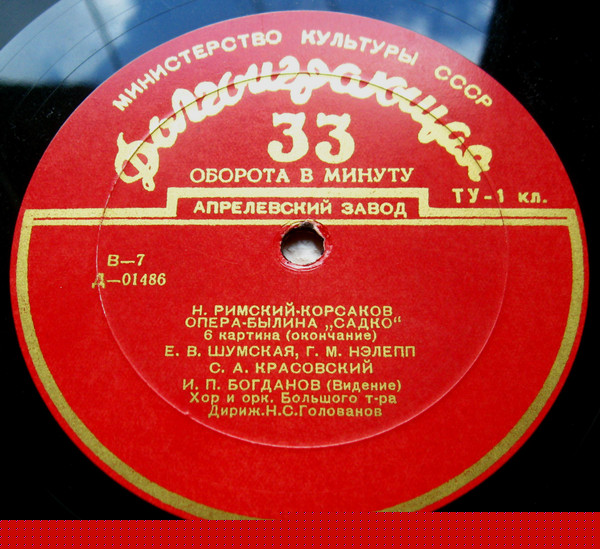 МИНИСТЕРСТВО КУЛЬТУРЫ СССР
Долгоиграющая
33
ОБОРОТА В МИНУТУ
ТУ-1 кл.
АПРЕЛЕВСКИЙ ЗАВОД
В-7
Д-01486
Н. РИМСКИЙ-КОРСАКОВ
ОПЕРА-БЫЛИНА „САДКО“
6 картина (окончание)
Е. В. ШУМСКАЯ, Г. М. НЭЛЕПП
С. А. КРАСОВСКИЙ
И. П. БОГДАНОВ (Видение)
Хор и орк. Большого т-ра
Дириж.Н.С.Голованов